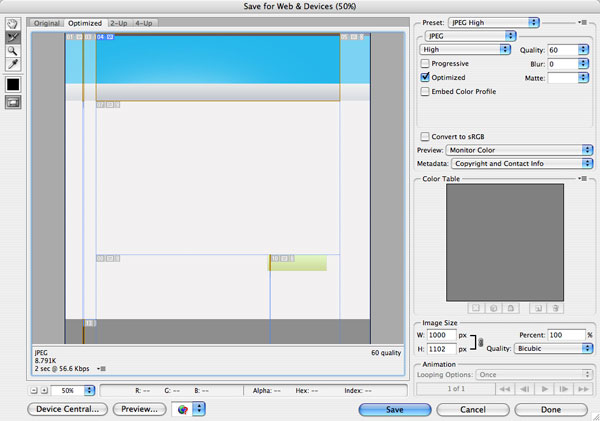 Save for Web & Devices (50%)
Original Optimized 2-Up 4-Up
Preset: JPEG High
JPEG
High Quality: 60
Progressive Blur: 0
Optimized Matte:
Embed Color Profile
Convert to sRGB
Preview: Monitor Color
Metadata: Copyright and Contact Info
Color Table
Image Size
W: 1000 px Percent: 100 %
H: 1102 px Quality: Bicubic
Animation
Looping Options: Once
1 of 1
JPEG 60 quality
8.791K
2 sec @ 56.6 Kbps
50% R: -- G: -- B: -- Alpha: -- Hex: -- Index: --
Device Central... Preview... Save Cancel Done